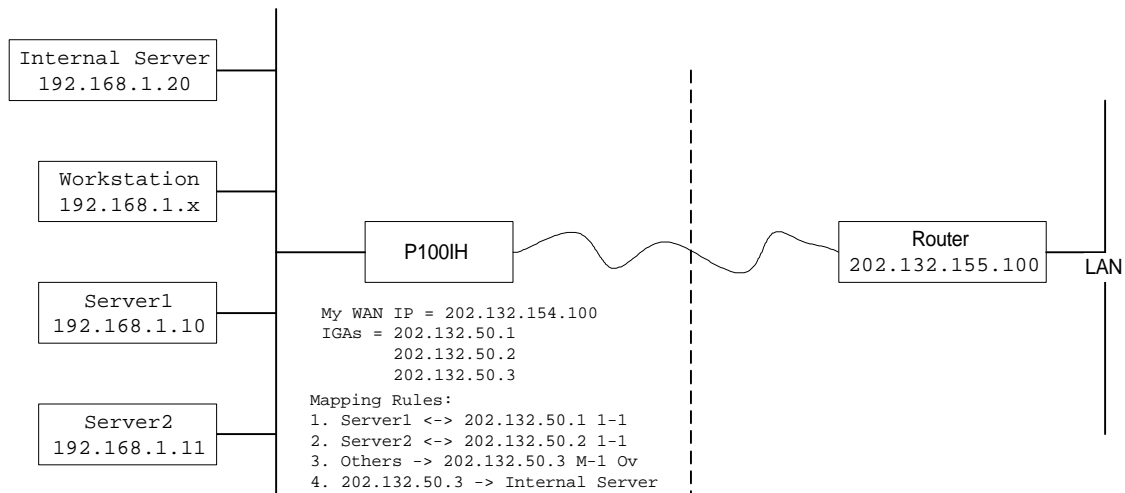 Internal Server
192.168.1.20
Workstation
192.168.1.x
Server1
192.168.1.10
Server2
192.168.1.11
P100IH
My WAN IP = 202.132.154.100
IGAs = 202.132.50.1
202.132.50.2
202.132.50.3
Mapping Rules:
1. Server1 <-> 202.132.50.1 1-1
2. Server2 <-> 202.132.50.2 1-1
3. Others -> 202.132.50.3 M-1 Ov
4. 202.132.50.3 -> Internal Server
Router
202.132.155.100
LAN